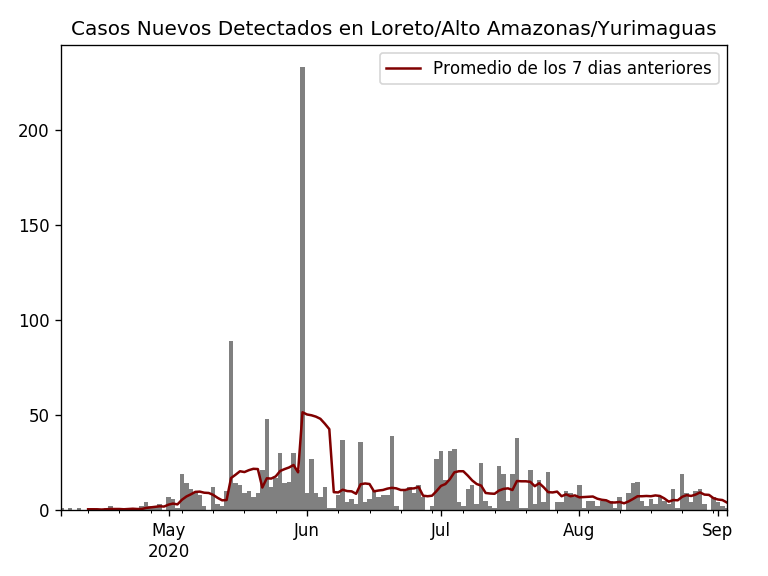 Casos Nuevos Detectados en Loreto/Alto Amazonas/Yurimaguas
Promedio de los 7 dias anteriores
200
150
100
50
0
May Jun Jul Aug Sep
2020